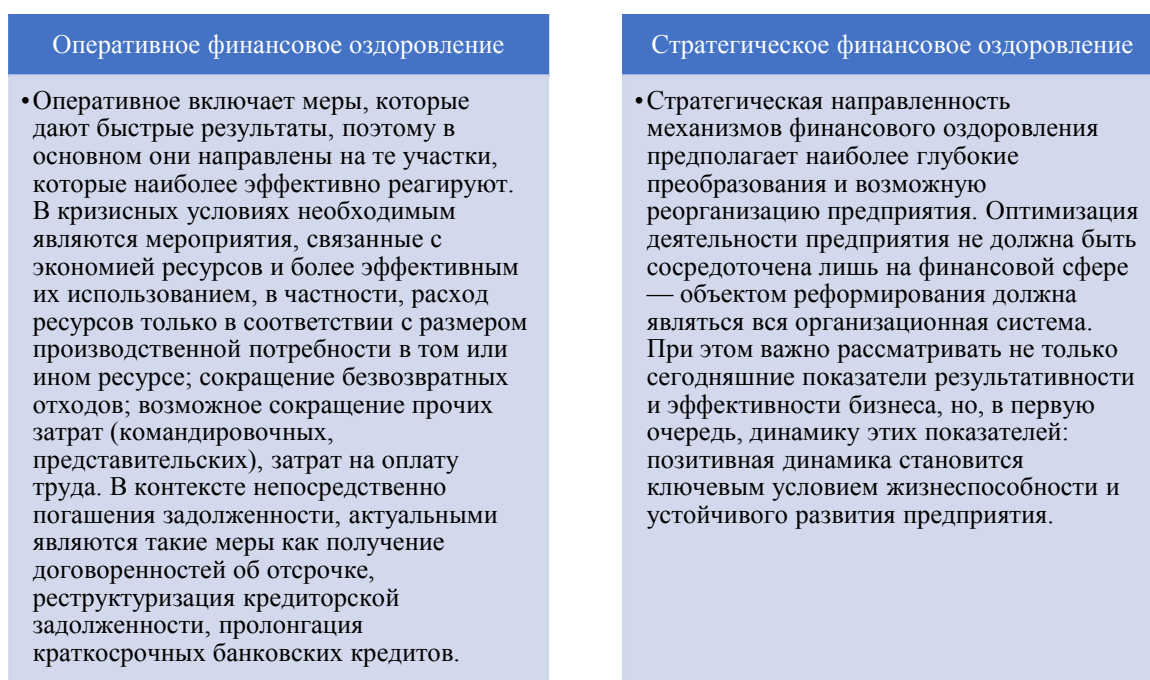 Оперативное финансовое оздоровление
•Оперативное включает меры, которые
дают быстрые результаты, поэтому в
основном они направлены на те участки,
которые наиболее эффективно реагируют.
В кризисных условиях необходимым
являются мероприятия, связанные с
экономией ресурсов и более эффективным
их использованием, в частности, расход
ресурсов только в соответствии с размером
производственной потребности в том или
ином ресурсе; сокращение безвозвратных
отходов; возможное сокращение прочих
затрат (командировочных,
представительских), затрат на оплату
труда. В контексте непосредственно
погашения задолженности, актуальными
являются такие меры как получение
договоренностей об отсрочке,
реструктуризация кредиторской
задолженности, пролонгация
краткосрочных банковских кредитов.
Стратегическое финансовое оздоровление
•Стратегическая направленность
механизмов финансового оздоровления
предполагает наиболее глубокие
преобразования и возможную
реорганизацию предприятия. Оптимизация
деятельности предприятия не должна быть
сосредоточена лишь на финансовой сфере
— объектом реформирования должна
являться вся организационная система.
При этом важно рассматривать не только
сегодняшние показатели результативности
и эффективности бизнеса, но, в первую
очередь, динамику этих показателей:
позитивная динамика становится
ключевым условием жизнеспособности и
устойчивого развития предприятия.